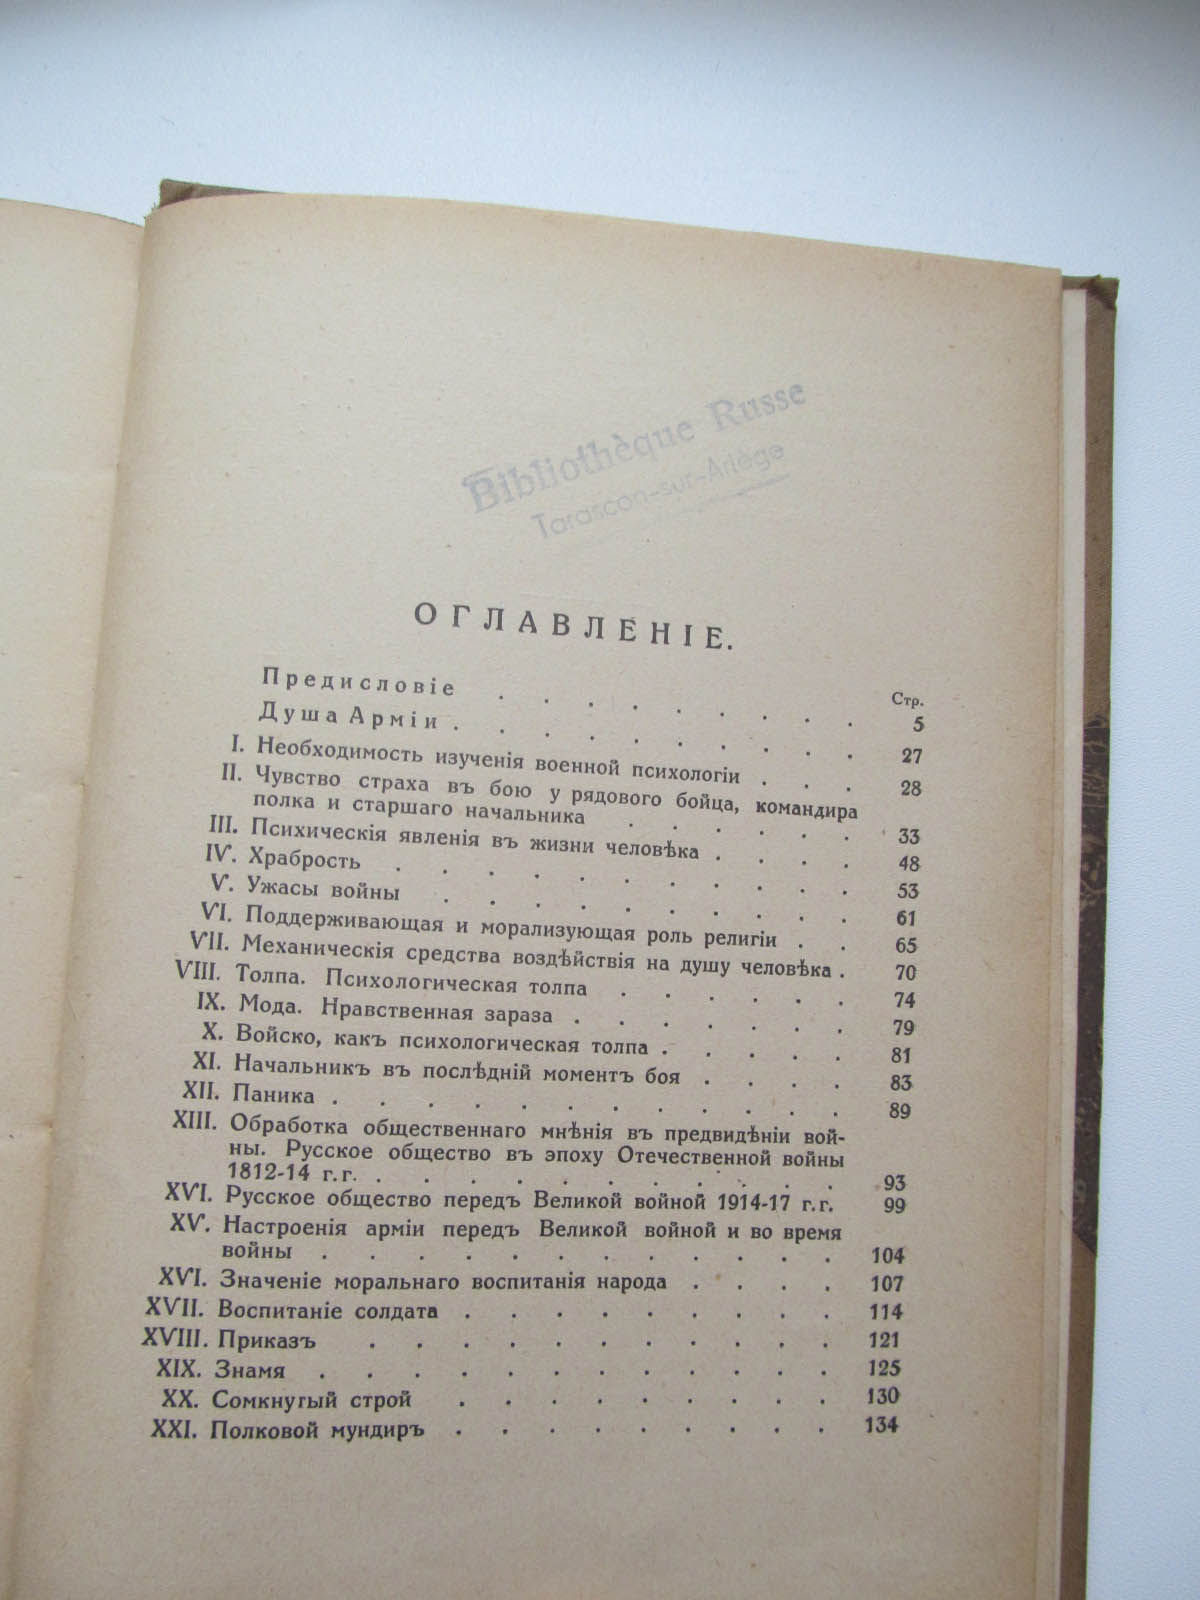 Bibliothèque Russe
Tarascon-sur-Ariège
ОГЛАВЛЕНІЕ.
Стр.
Предисловіе . . . . . . . . . 5
Душа Арміи . . . . . . . . . . 27
I. Необходимость изученія военной психологіи . . . 28
II. Чувство страха въ бою у рядового бойца, командира
полка и старшаго начальника . . . . . . 33
III. Психическія явленія въ жизни человѣка . . . . 48
IV. Храбрость . . . . . . . . . . . 53
V. Ужасы войны . . . . . . . . . . 61
VI. Поддерживающая и морализующая роль религіи . . 65
VII. Механическія средства воздѣйствія на душу человѣка . 70
VIII. Толпа. Психологическая толпа . . . . . . 74
IX. Мода. Нравственная зараза . . . . . . . 79
X. Войско, какъ психологическая толпа . . . . . 81
XI. Начальникъ въ послѣдній моментъ боя . . . . 83
XII. Паника . . . . . . . . . . . . 89
XIII. Обработка общественнаго мнѣнія въ предвидѣніи вой-
ны. Русское общество въ эпоху Отечественной войны
1812-14 г.г. . . . . . . . . . . . 93
XVI. Русское общество передъ Великой войной 1914-17 г.г. 99
XV. Настроенія арміи передъ Великой войной и во время
войны . . . . . . . . . . . . 104
XVI. Значеніе моральнаго воспитанія народа . . . . 107
XVII. Воспитаніе солдата . . . . . . . . . 114
XVIII. Приказъ . . . . . . . . . . . 121
XIX. Знамя . . . . . . . . . . . . 125
XX. Сомкнутый строй . . . . . . . . . 130
XXI. Полковой мундиръ . . . . . . . . . 134